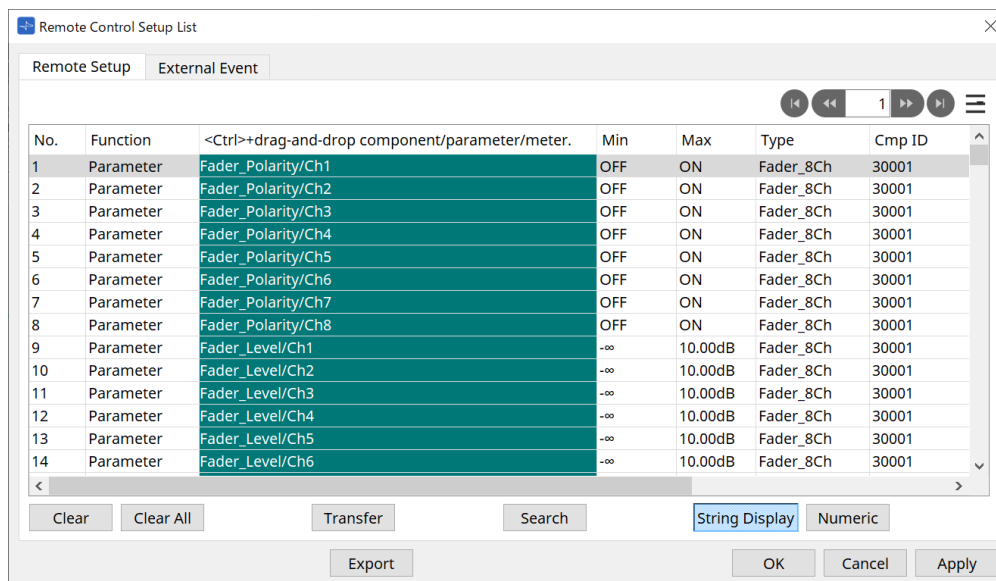 Remote Control Setup List
Remote Setup External Event
1
No. Function <Ctrl>+drag-and-drop component/parameter/meter. Min Max Type Cmp ID
1 Parameter Fader_Polarity/Ch1 OFF ON Fader_8Ch 30001
2 Parameter Fader_Polarity/Ch2 OFF ON Fader_8Ch 30001
3 Parameter Fader_Polarity/Ch3 OFF ON Fader_8Ch 30001
4 Parameter Fader_Polarity/Ch4 OFF ON Fader_8Ch 30001
5 Parameter Fader_Polarity/Ch5 OFF ON Fader_8Ch 30001
6 Parameter Fader_Polarity/Ch6 OFF ON Fader_8Ch 30001
7 Parameter Fader_Polarity/Ch7 OFF ON Fader_8Ch 30001
8 Parameter Fader_Polarity/Ch8 OFF ON Fader_8Ch 30001
9 Parameter Fader_Level/Ch1 -∞ 10.00dB Fader_8Ch 30001
10 Parameter Fader_Level/Ch2 -∞ 10.00dB Fader_8Ch 30001
11 Parameter Fader_Level/Ch3 -∞ 10.00dB Fader_8Ch 30001
12 Parameter Fader_Level/Ch4 -∞ 10.00dB Fader_8Ch 30001
13 Parameter Fader_Level/Ch5 -∞ 10.00dB Fader_8Ch 30001
14 Parameter Fader_Level/Ch6 -∞ 10.00dB Fader_8Ch 30001
Clear Clear All Transfer Search String Display Numeric
Export OK Cancel Apply